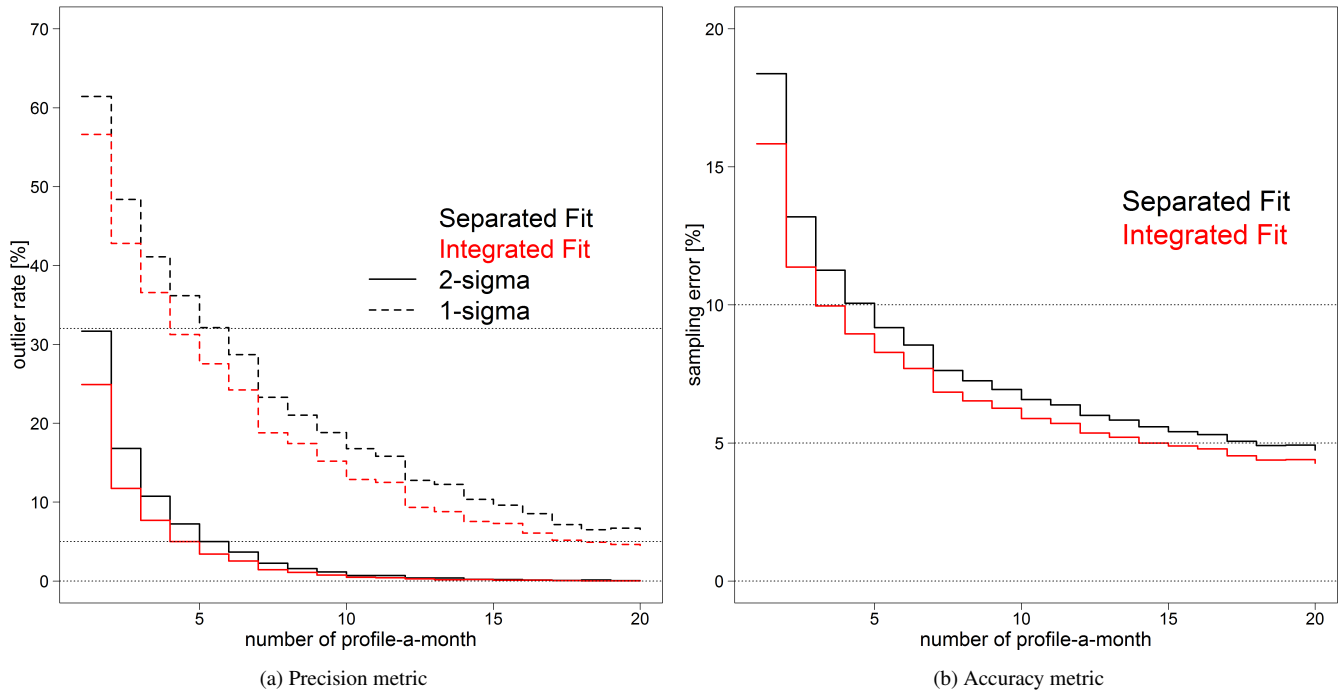 70
60
50
40
30
20
10
0
outlier rate [%]
Separated Fit
Integrated Fit
2-sigma
1-sigma
5
10
15
20
number of profile-a-month
(a) Precision metric
20
15
10
5
0
sampling error [%]
Separated Fit
Integrated Fit
5
10
15
20
number of profile-a-month
(b) Accuracy metric